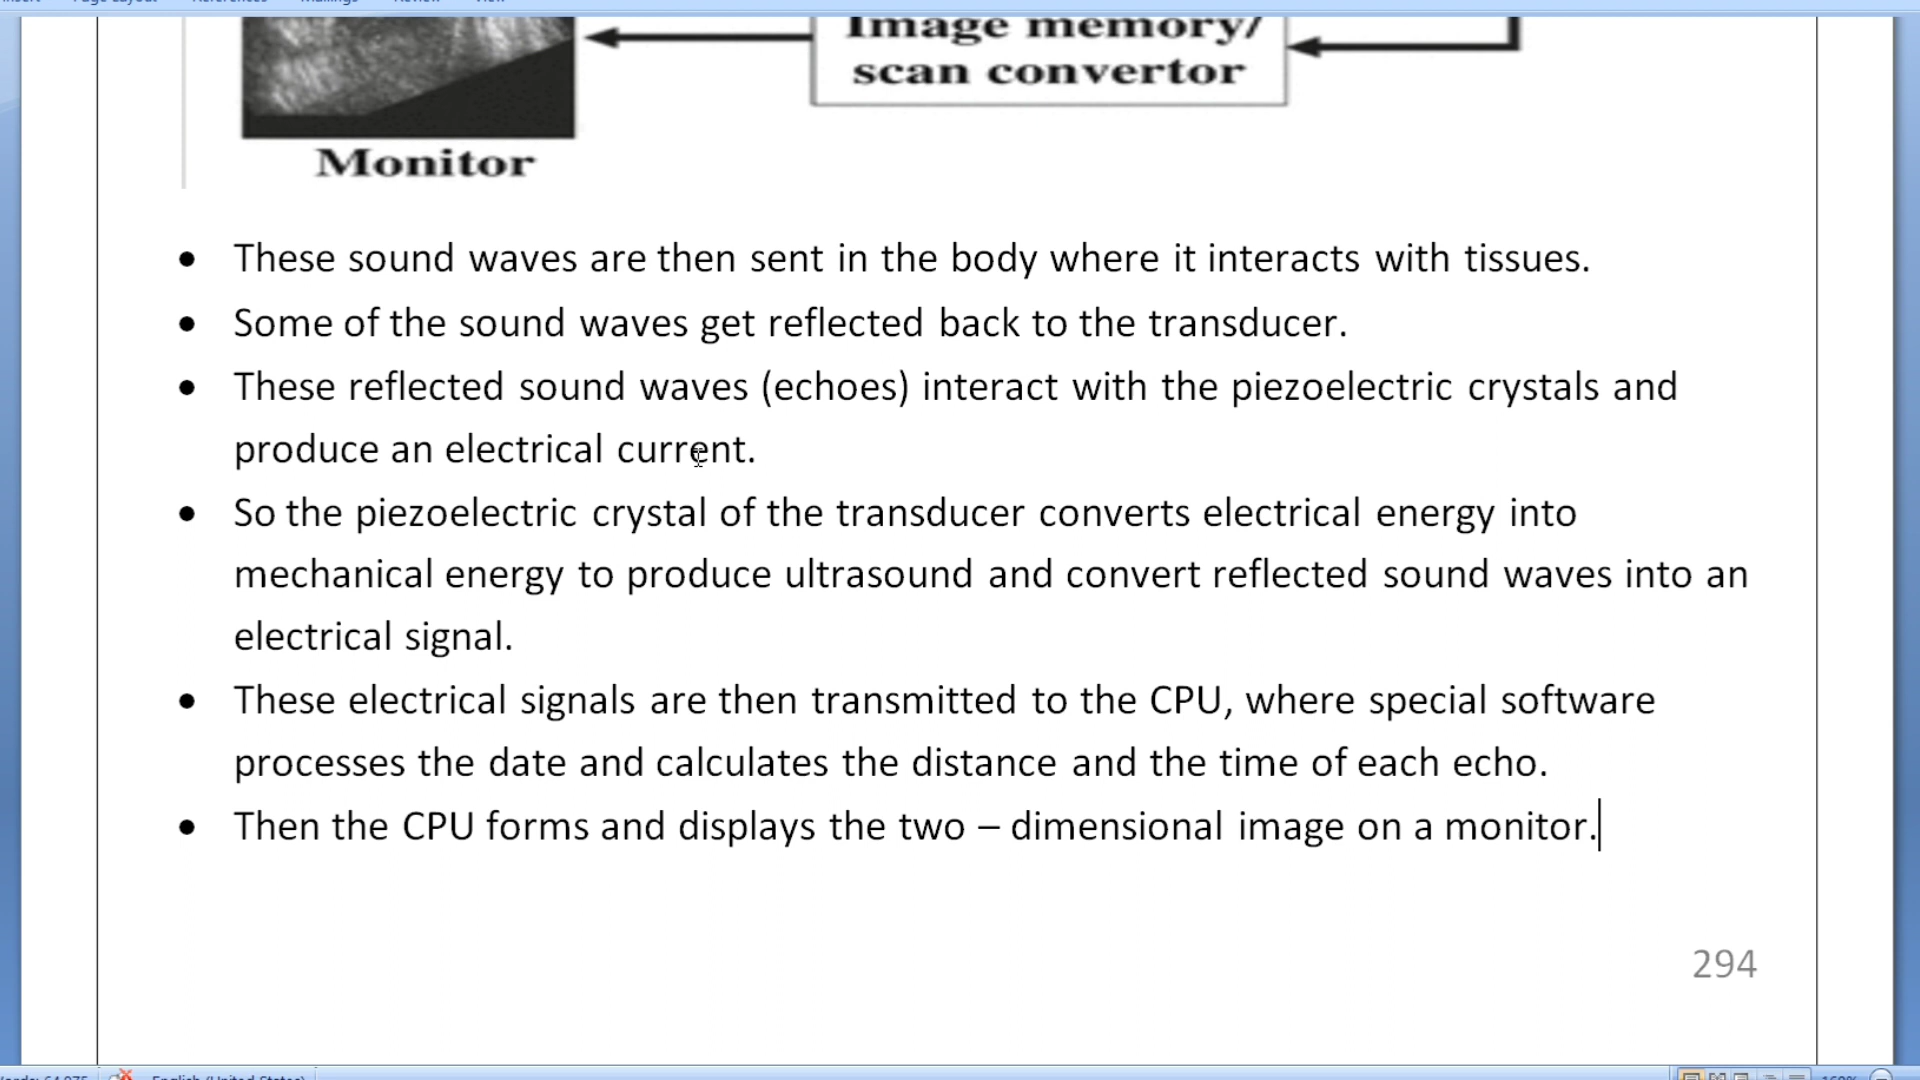 Image memory/
scan convertor
Monitor
• These sound waves are then sent in the body where it interacts with tissues.
• Some of the sound waves get reflected back to the transducer.
• These reflected sound waves (echoes) interact with the piezoelectric crystals and
produce an electrical current.
• So the piezoelectric crystal of the transducer converts electrical energy into
mechanical energy to produce ultrasound and convert reflected sound waves into an
electrical signal.
• These electrical signals are then transmitted to the CPU, where special software
processes the date and calculates the distance and the time of each echo.
• Then the CPU forms and displays the two – dimensional image on a monitor.
294